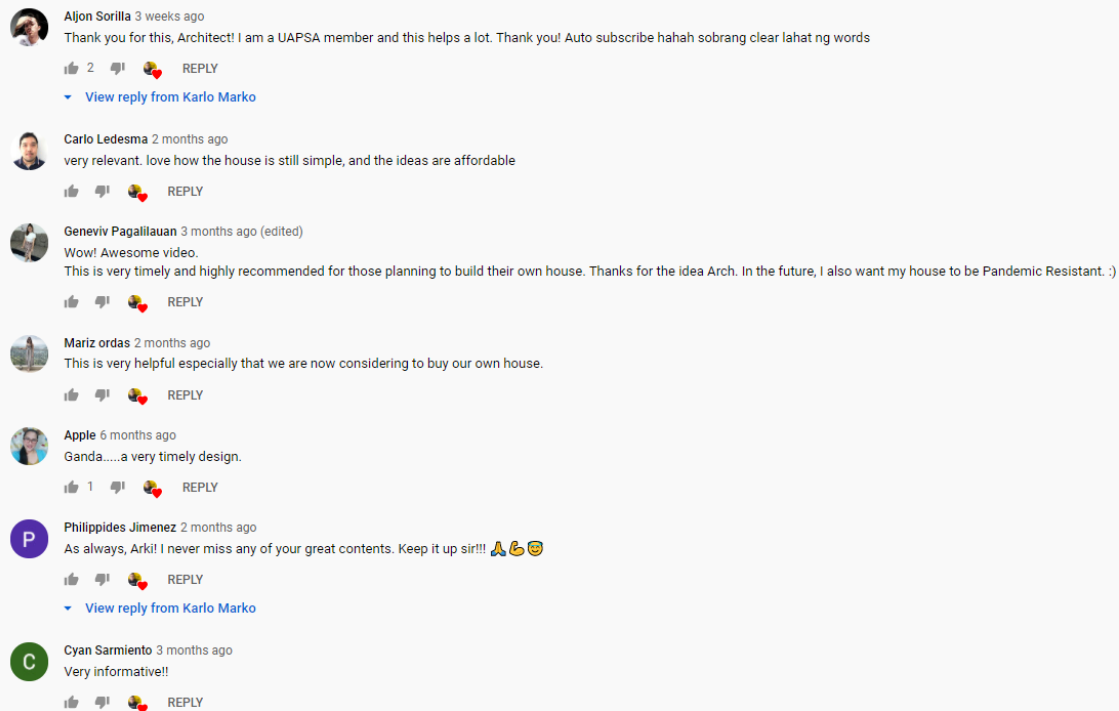 Aljon Sorilla 3 weeks ago
Thank you for this, Architect! I am a UAPSA member and this helps a lot. Thank you! Auto subscribe hahah sobrang clear lahat ng words
2 REPLY
View reply from Karlo Marko
Carlo Ledesma 2 months ago
very relevant. love how the house is still simple, and the ideas are affordable
REPLY
Geneviv Pagalilauan 3 months ago (edited)
Wow! Awesome video.
This is very timely and highly recommended for those planning to build their own house. Thanks for the idea Arch. In the future, I also want my house to be Pandemic Resistant. :)
REPLY
Mariz ordas 2 months ago
This is very helpful especially that we are now considering to buy our own house.
REPLY
Apple 6 months ago
Ganda.....a very timely design.
1 REPLY
P
Philippides Jimenez 2 months ago
As always, Arki! I never miss any of your great contents. Keep it up sir!!! 🙏💪😇
REPLY
View reply from Karlo Marko
C
Cyan Sarmiento 3 months ago
Very informative!!
REPLY